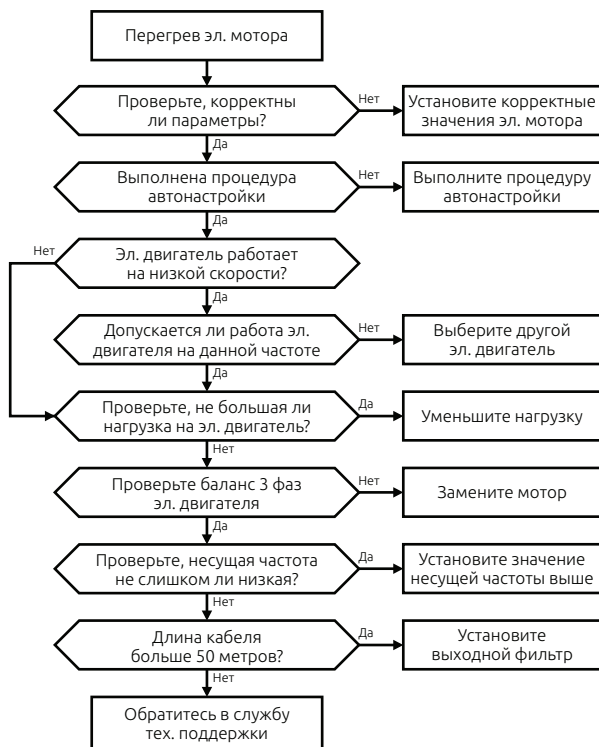 Перегрев эл. мотора
Проверьте, корректны
ли параметры?
Нет
Установите корректные
значения эл. мотора
Да
Выполнена процедура
автонастройки
Нет
Выполните процедуру
автонастройки
Да
Нет
Эл. двигатель работает
на низкой скорости?
Да
Допускается ли работа эл.
двигателя на данной частоте
Нет
Выберите другой
эл. двигатель
Да
Проверьте, не большая ли
нагрузка на эл. двигатель?
Да
Уменьшите нагрузку
Нет
Проверьте баланс 3 фаз
эл. двигателя
Нет
Замените мотор
Да
Проверьте, несущая частота
не слишком ли низкая?
Да
Установите значение
несущей частоты выше
Нет
Длина кабеля
больше 50 метров?
Да
Установите
выходной фильтр
Нет
Обратитесь в службу
тех. поддержки